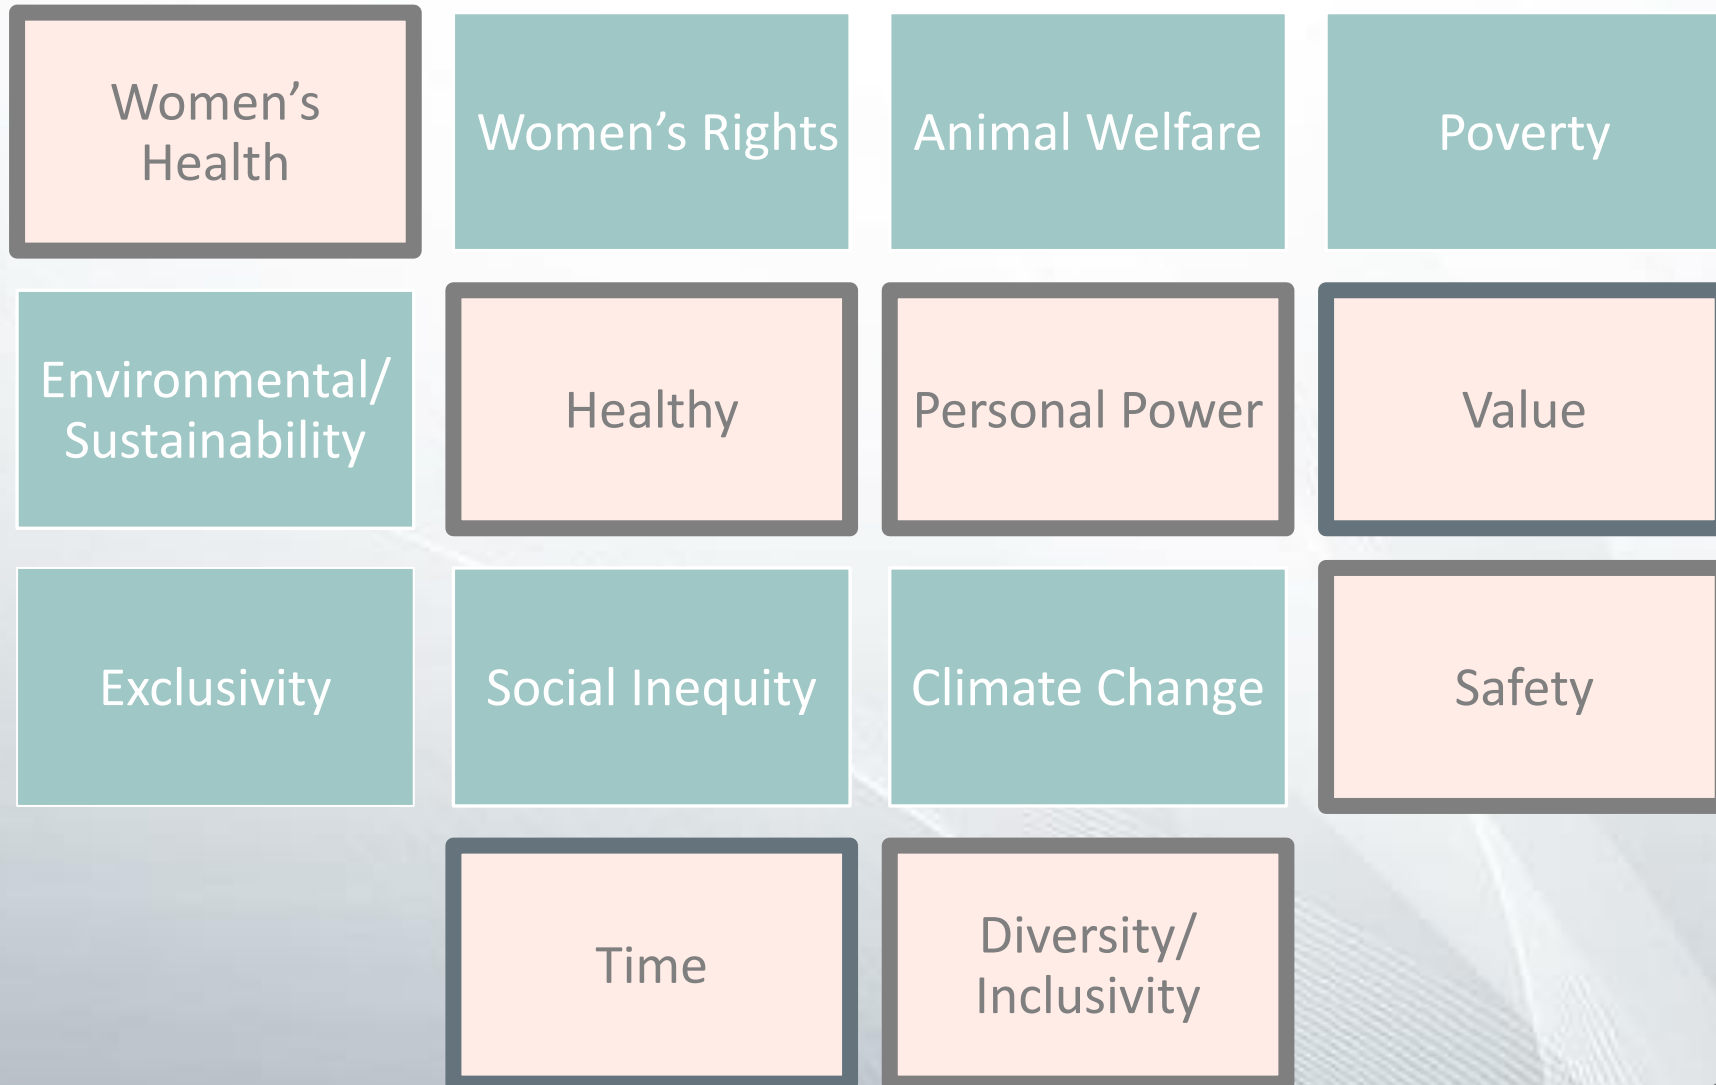 Women’s
Health
Women’s Rights
Animal Welfare
Poverty
Environmental/
Sustainability
Healthy
Personal Power
Value
Exclusivity
Social Inequity
Climate Change
Safety
Time
Diversity/
Inclusivity